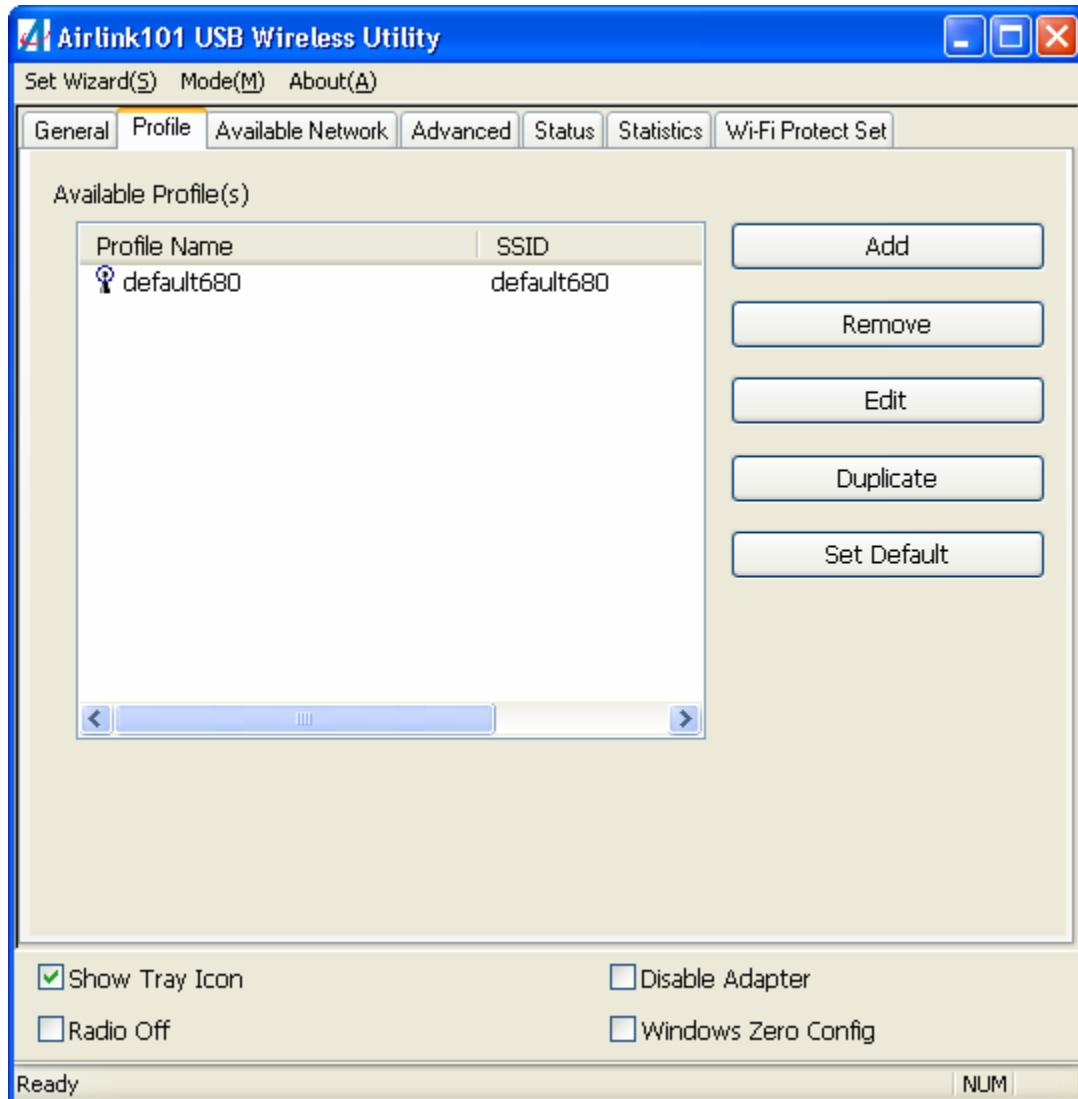 Airlink101 USB Wireless Utility
Set Wizard(S) Mode(M) About(A)
General Profile Available Network Advanced Status Statistics Wi-Fi Protect Set
Available Profile(s)
Profile Name SSID
default680 default680
Add
Remove
Edit
Duplicate
Set Default
Show Tray Icon Disable Adapter
Radio Off Windows Zero Config
Ready NUM